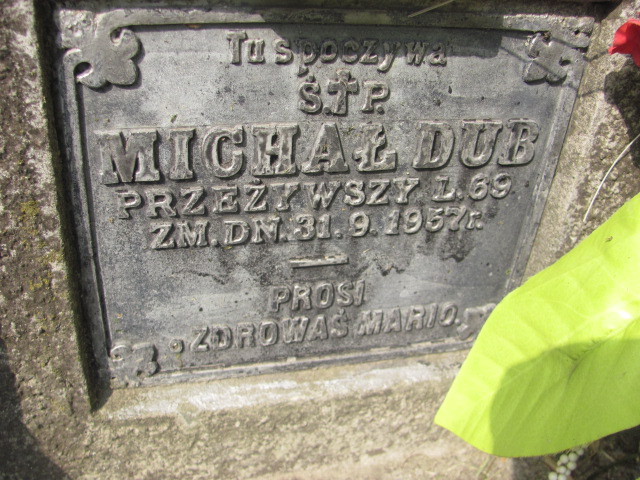 Tu spoczywa
Ś.†P.
MICHAŁ DUB
PRZEŻYWSZY L.69
ZM.DN.31.9.1957r.
PROSI
O ZDROWAŚ MARIO.